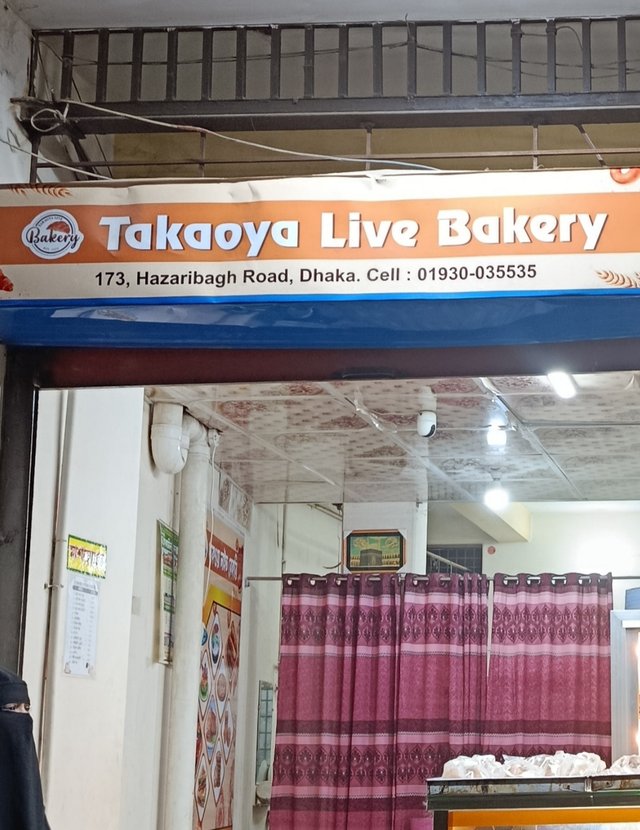 Bakery
Takaoya Live Bakery
173, Hazaribagh Road, Dhaka. Cell : 01930-035535